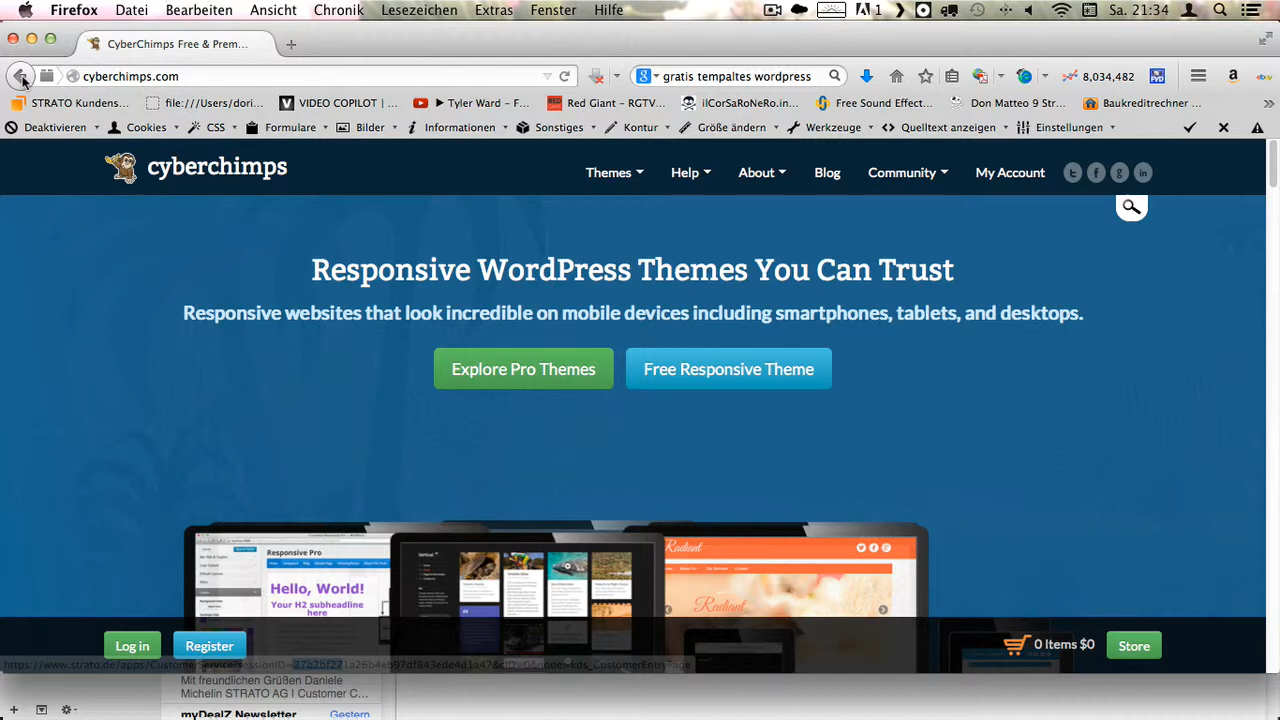 Firefox Datei Bearbeiten Ansicht Chronik Lesezeichen Extras Fenster Hilfe 1 Sa. 21:34
CyberChimps Free & Prem...
cyberchimps.com gratis tempaltes wordpress 8,034,482
STRATO Kundens... file:///Users/dori... VIDEO COPILOT | ... ▶ Tyler Ward - F... Red Giant - RGTV... ilCorSaRoNeRo.in... Free Sound Effect... Don Matteo 9 Str... Baukreditrechner ...
Deaktivieren Cookies CSS Formulare Bilder Informationen Sonstiges Kontur Größe ändern Werkzeuge Quelltext anzeigen Einstellungen
cyberchimps Themes Help About Blog Community My Account
Responsive WordPress Themes You Can Trust
Responsive websites that look incredible on mobile devices including smartphones, tablets, and desktops.
Explore Pro Themes Free Responsive Theme
Responsive Pro
Hello, World!
Your H2 subheadline
here
Vertical
Radiant
Radiant
Log in Register 0 Items $0 Store
Mit freundlichen Grüßen Daniele
Michelin STRATO AG | Customer C...
myDealZ Newsletter Gestern